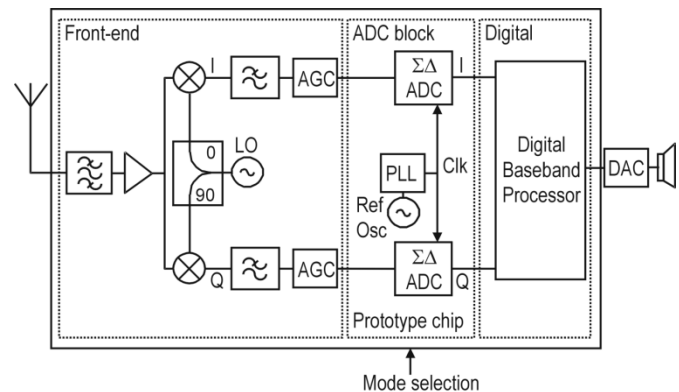 Front-end
ADC block
Digital
I
AGC
ΣΔ
ADC
I
0
90
LO
PLL
Clk
Ref
Osc
Digital
Baseband
Processor
DAC
Q
AGC
ΣΔ
ADC
Q
Prototype chip
Mode selection